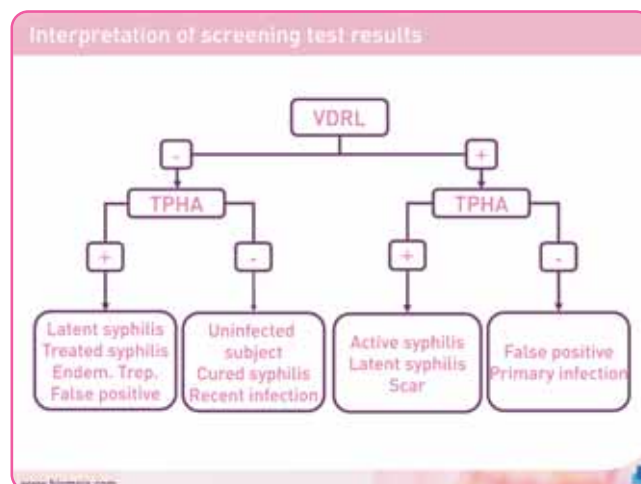 Interpretation of screening test results
VDRL
-
+
TPHA
TPHA
+
-
+
-
Latent syphilis
Treated syphilis
Endem. Trep.
False positive
Uninfected
subject
Cured syphilis
Recent infection
Active syphilis
Latent syphilis
Scar
False positive
Primary infection